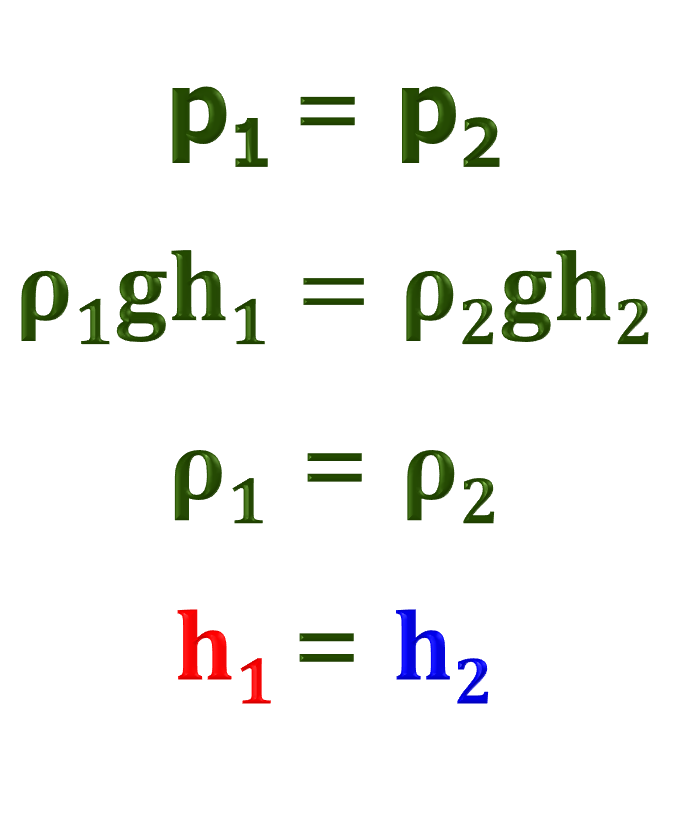 p₁ = p₂
ρ₁gh₁ = ρ₂gh₂
ρ₁ = ρ₂
h₁ = h₂